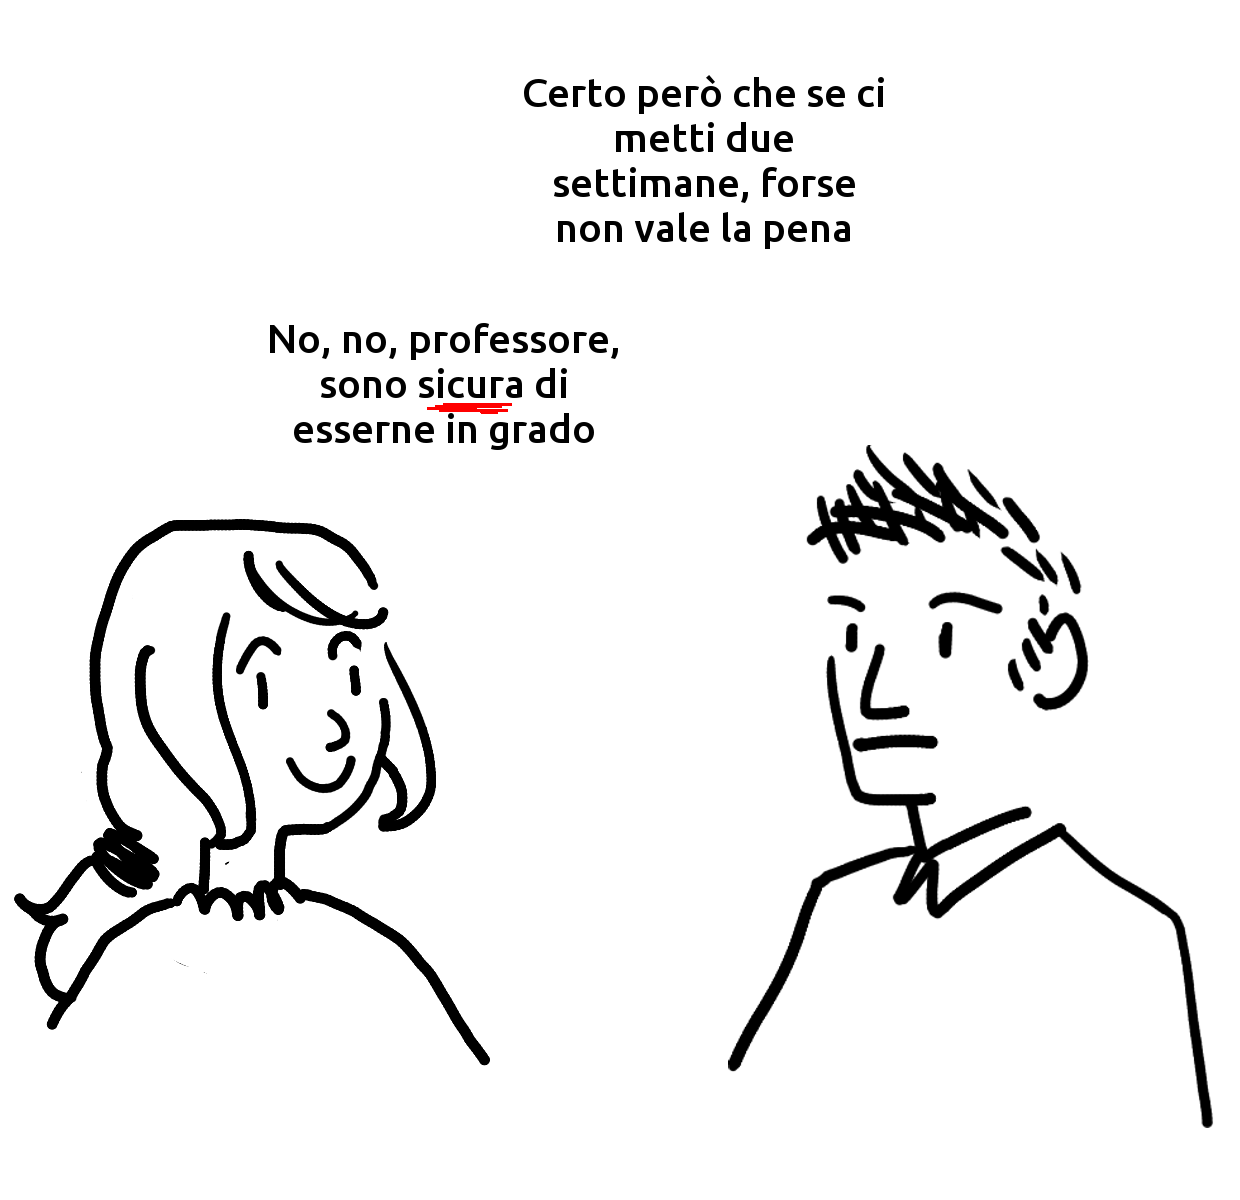 Certo però che se ci
metti due
settimane, forse
non vale la pena
No, no, professore,
sono sicura di
esserne in grado